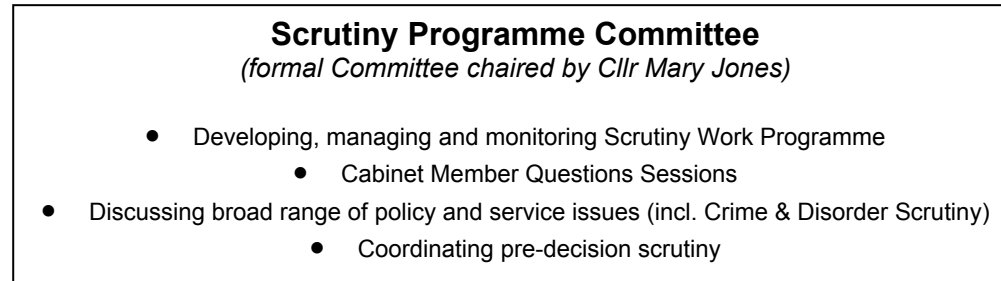 Scrutiny Programme Committee
(formal Committee chaired by Cllr Mary Jones)
● Developing, managing and monitoring Scrutiny Work Programme
● Cabinet Member Questions Sessions
● Discussing broad range of policy and service issues (incl. Crime & Disorder Scrutiny)
● Coordinating pre-decision scrutiny